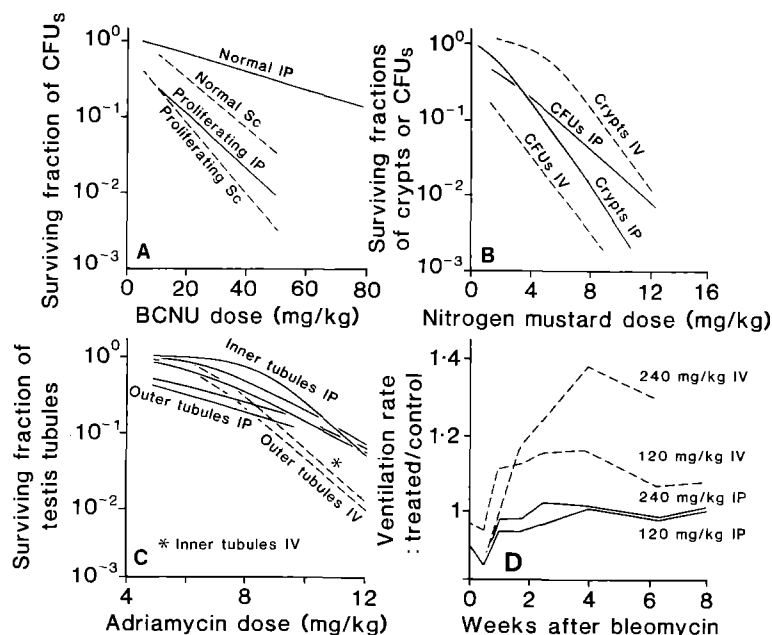 Surviving fraction of CFUs
10⁰
10⁻¹
10⁻²
10⁻³
Normal IP
Normal Sc
Proliferating IP
Proliferating Sc
A
0 20 40 60 80
BCNU dose (mg/kg)
Surviving fractions
of crypts or CFUs
10⁰
10⁻¹
10⁻²
10⁻³
Crypts IV
CFUs IP
CFUs IV
Crypts IP
B
0 4 8 12 16
Nitrogen mustard dose (mg/kg)
Surviving fraction of
testis tubules
10⁰
10⁻¹
10⁻²
10⁻³
Inner tubules IP
Outer tubules IP
Outer tubules IV
*
C * Inner tubules IV
4 8 12
Adriamycin dose (mg/kg)
Ventilation rate
: treated/control
1·4
1·2
1
240 mg/kg IV
120 mg/kg IV
240 mg/kg IP
120 mg/kg IP
D
0 2 4 6 8
Weeks after bleomycin